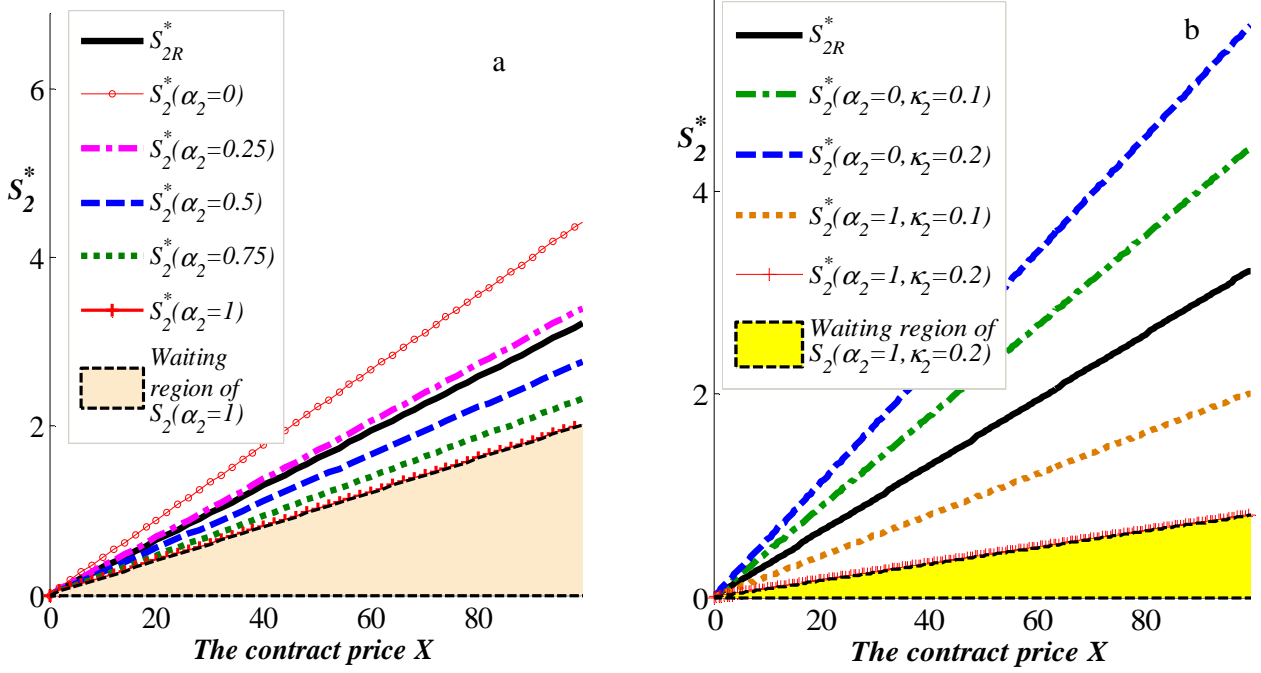 a
S*2R
S*2(α2=0)
S*2(α2=0.25)
S*2(α2=0.5)
S*2(α2=0.75)
S*2(α2=1)
Waiting
region of
S2(α2=1)
S*2
6
4
2
0
0 20 40 60 80
The contract price X
b
S*2R
S*2(α2=0,κ2=0.1)
S*2(α2=0,κ2=0.2)
S*2(α2=1,κ2=0.1)
S*2(α2=1,κ2=0.2)
Waiting region of
S2(α2=1,κ2=0.2)
S*2
4
2
0
0 20 40 60 80
The contract price X